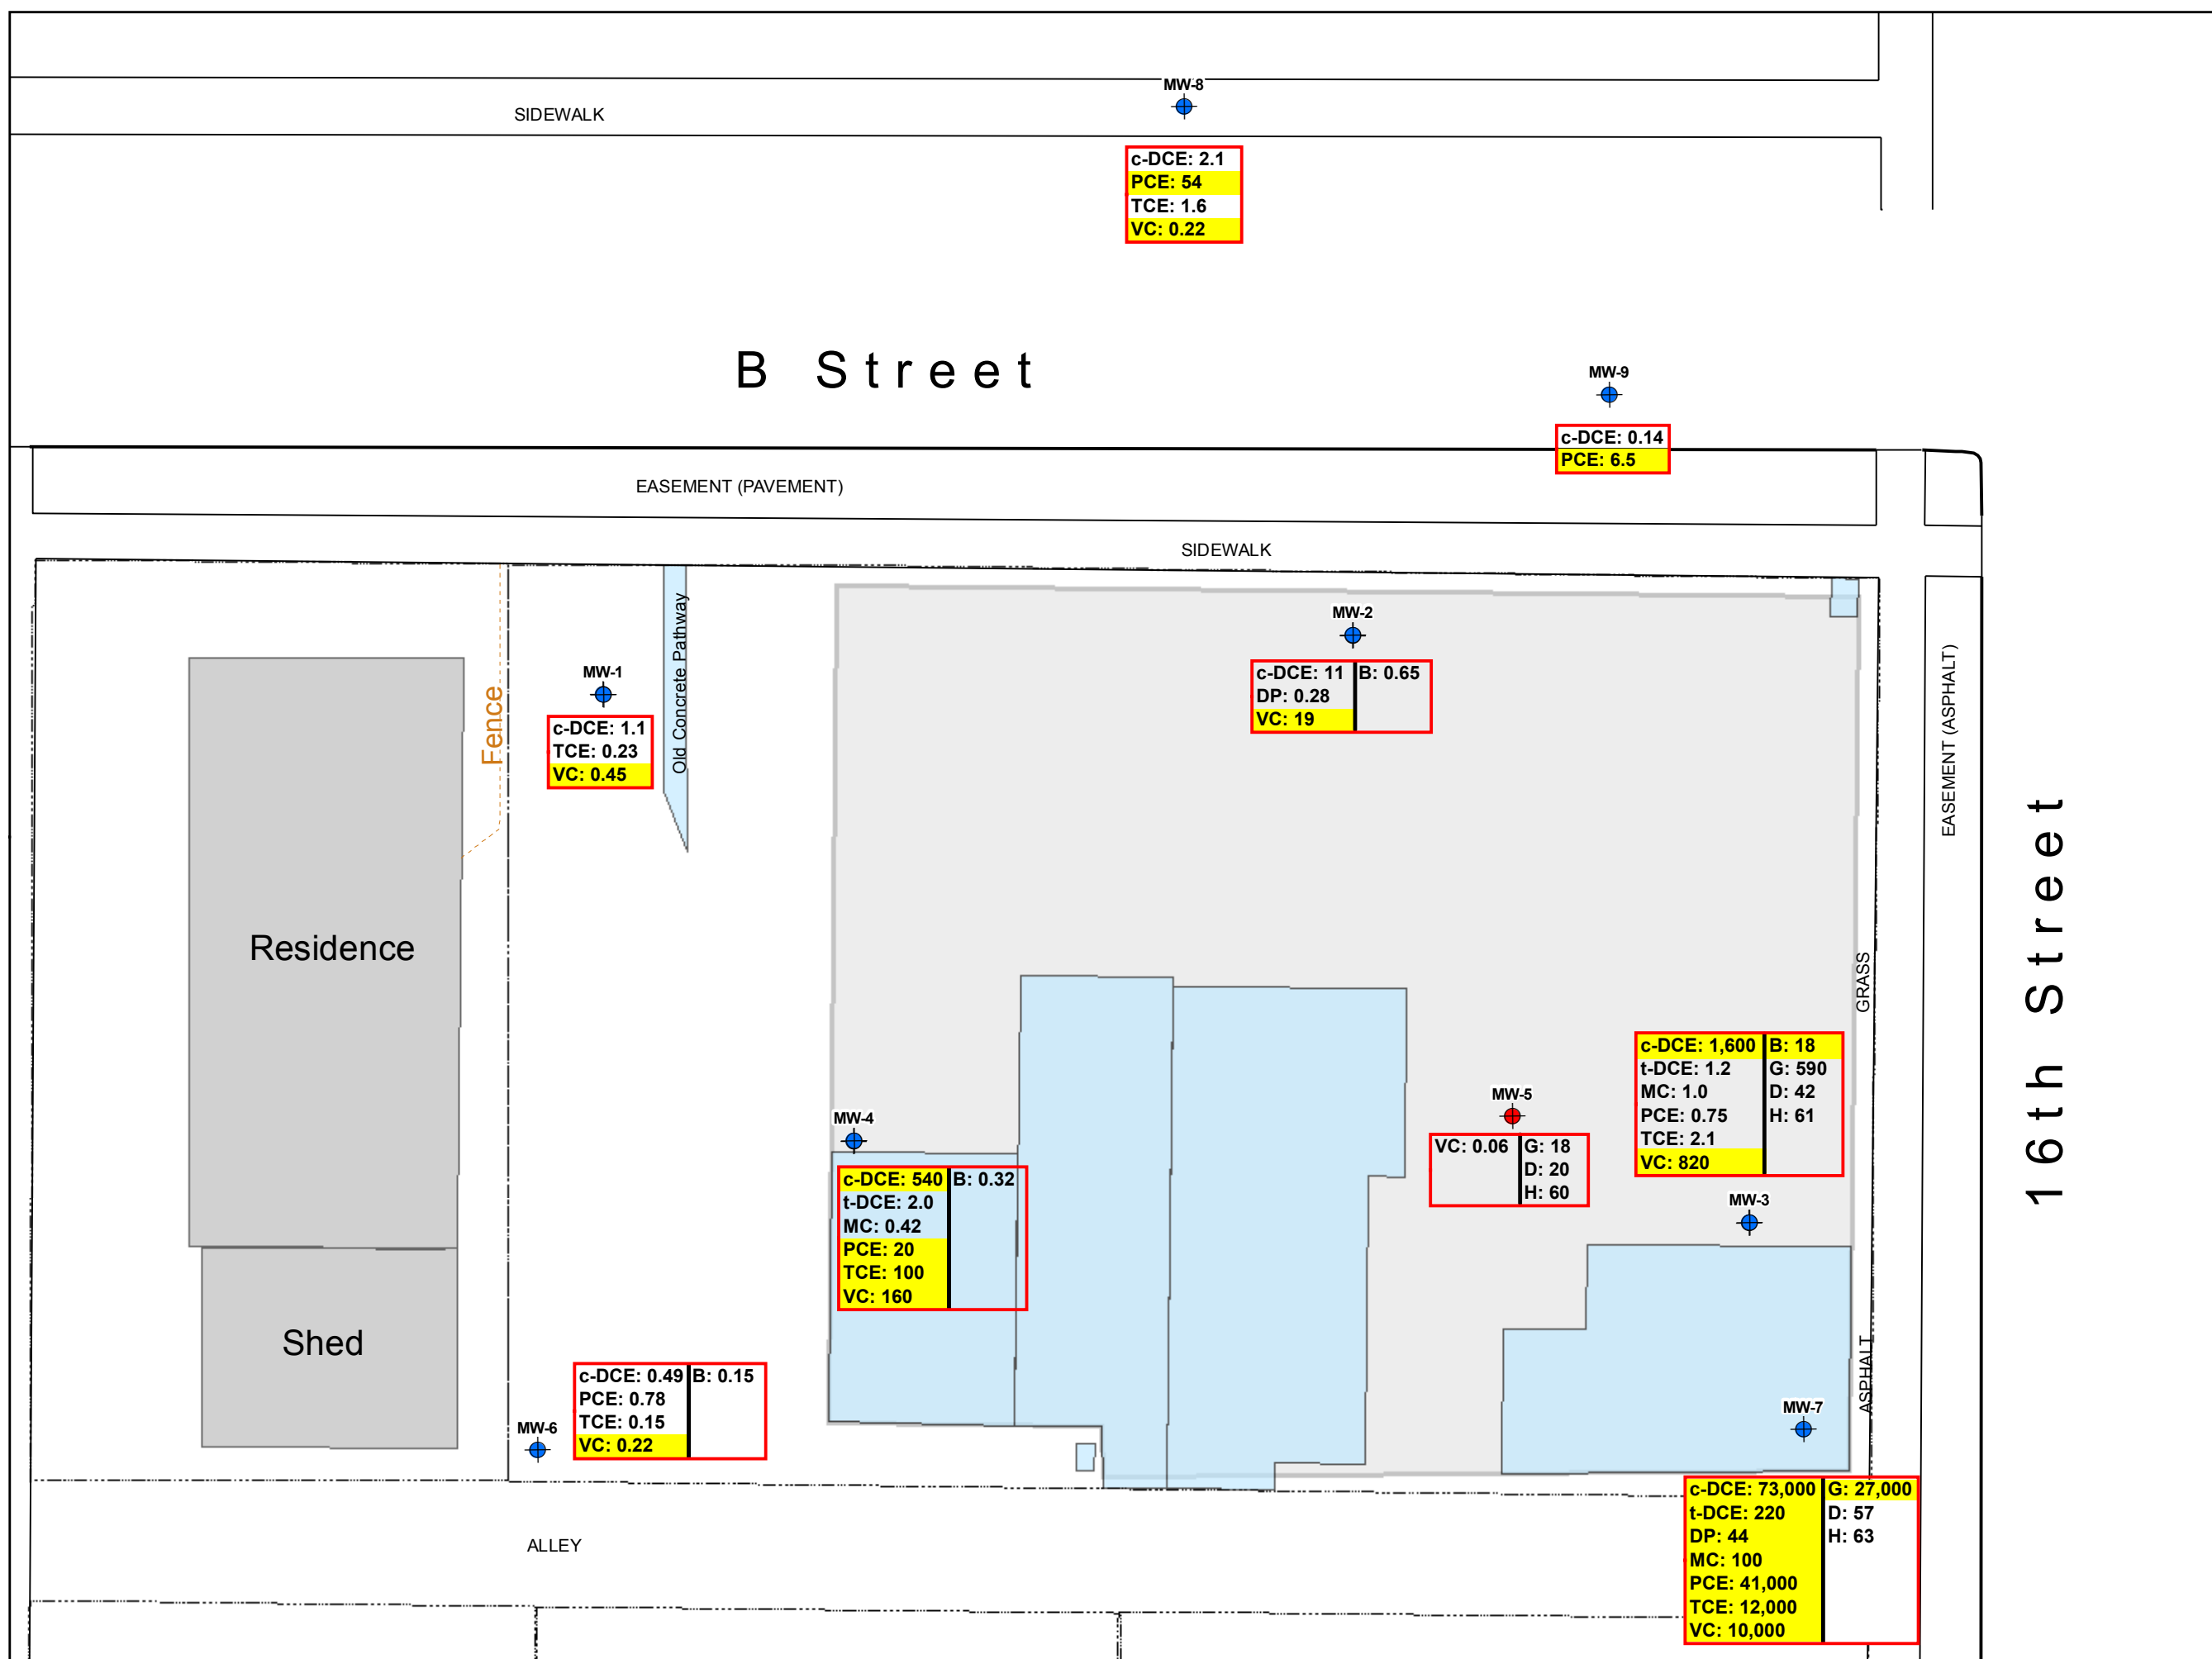 MW-8
SIDEWALK
c-DCE: 2.1
PCE: 54
TCE: 1.6
VC: 0.22
B Street
MW-9
c-DCE: 0.14
PCE: 6.5
EASEMENT (PAVEMENT)
SIDEWALK
MW-2
c-DCE: 11 B: 0.65
DP: 0.28
VC: 19
MW-1
c-DCE: 1.1
TCE: 0.23
VC: 0.45
Fence
Old Concrete Pathway
EASEMENT (ASPHALT)
16th Street
Residence
GRASS
c-DCE: 1,600 B: 18
t-DCE: 1.2 G: 590
MC: 1.0 D: 42
PCE: 0.75 H: 61
TCE: 2.1
VC: 820
MW-3
MW-5
VC: 0.06 G: 18
D: 20
H: 60
MW-4
c-DCE: 540 B: 0.32
t-DCE: 2.0
MC: 0.42
PCE: 20
TCE: 100
VC: 160
Shed
c-DCE: 0.49 B: 0.15
PCE: 0.78
TCE: 0.15
VC: 0.22
MW-6
ASPHALT
MW-7
c-DCE: 73,000 G: 27,000
t-DCE: 220 D: 57
DP: 44 H: 63
MC: 100
PCE: 41,000
TCE: 12,000
VC: 10,000
ALLEY